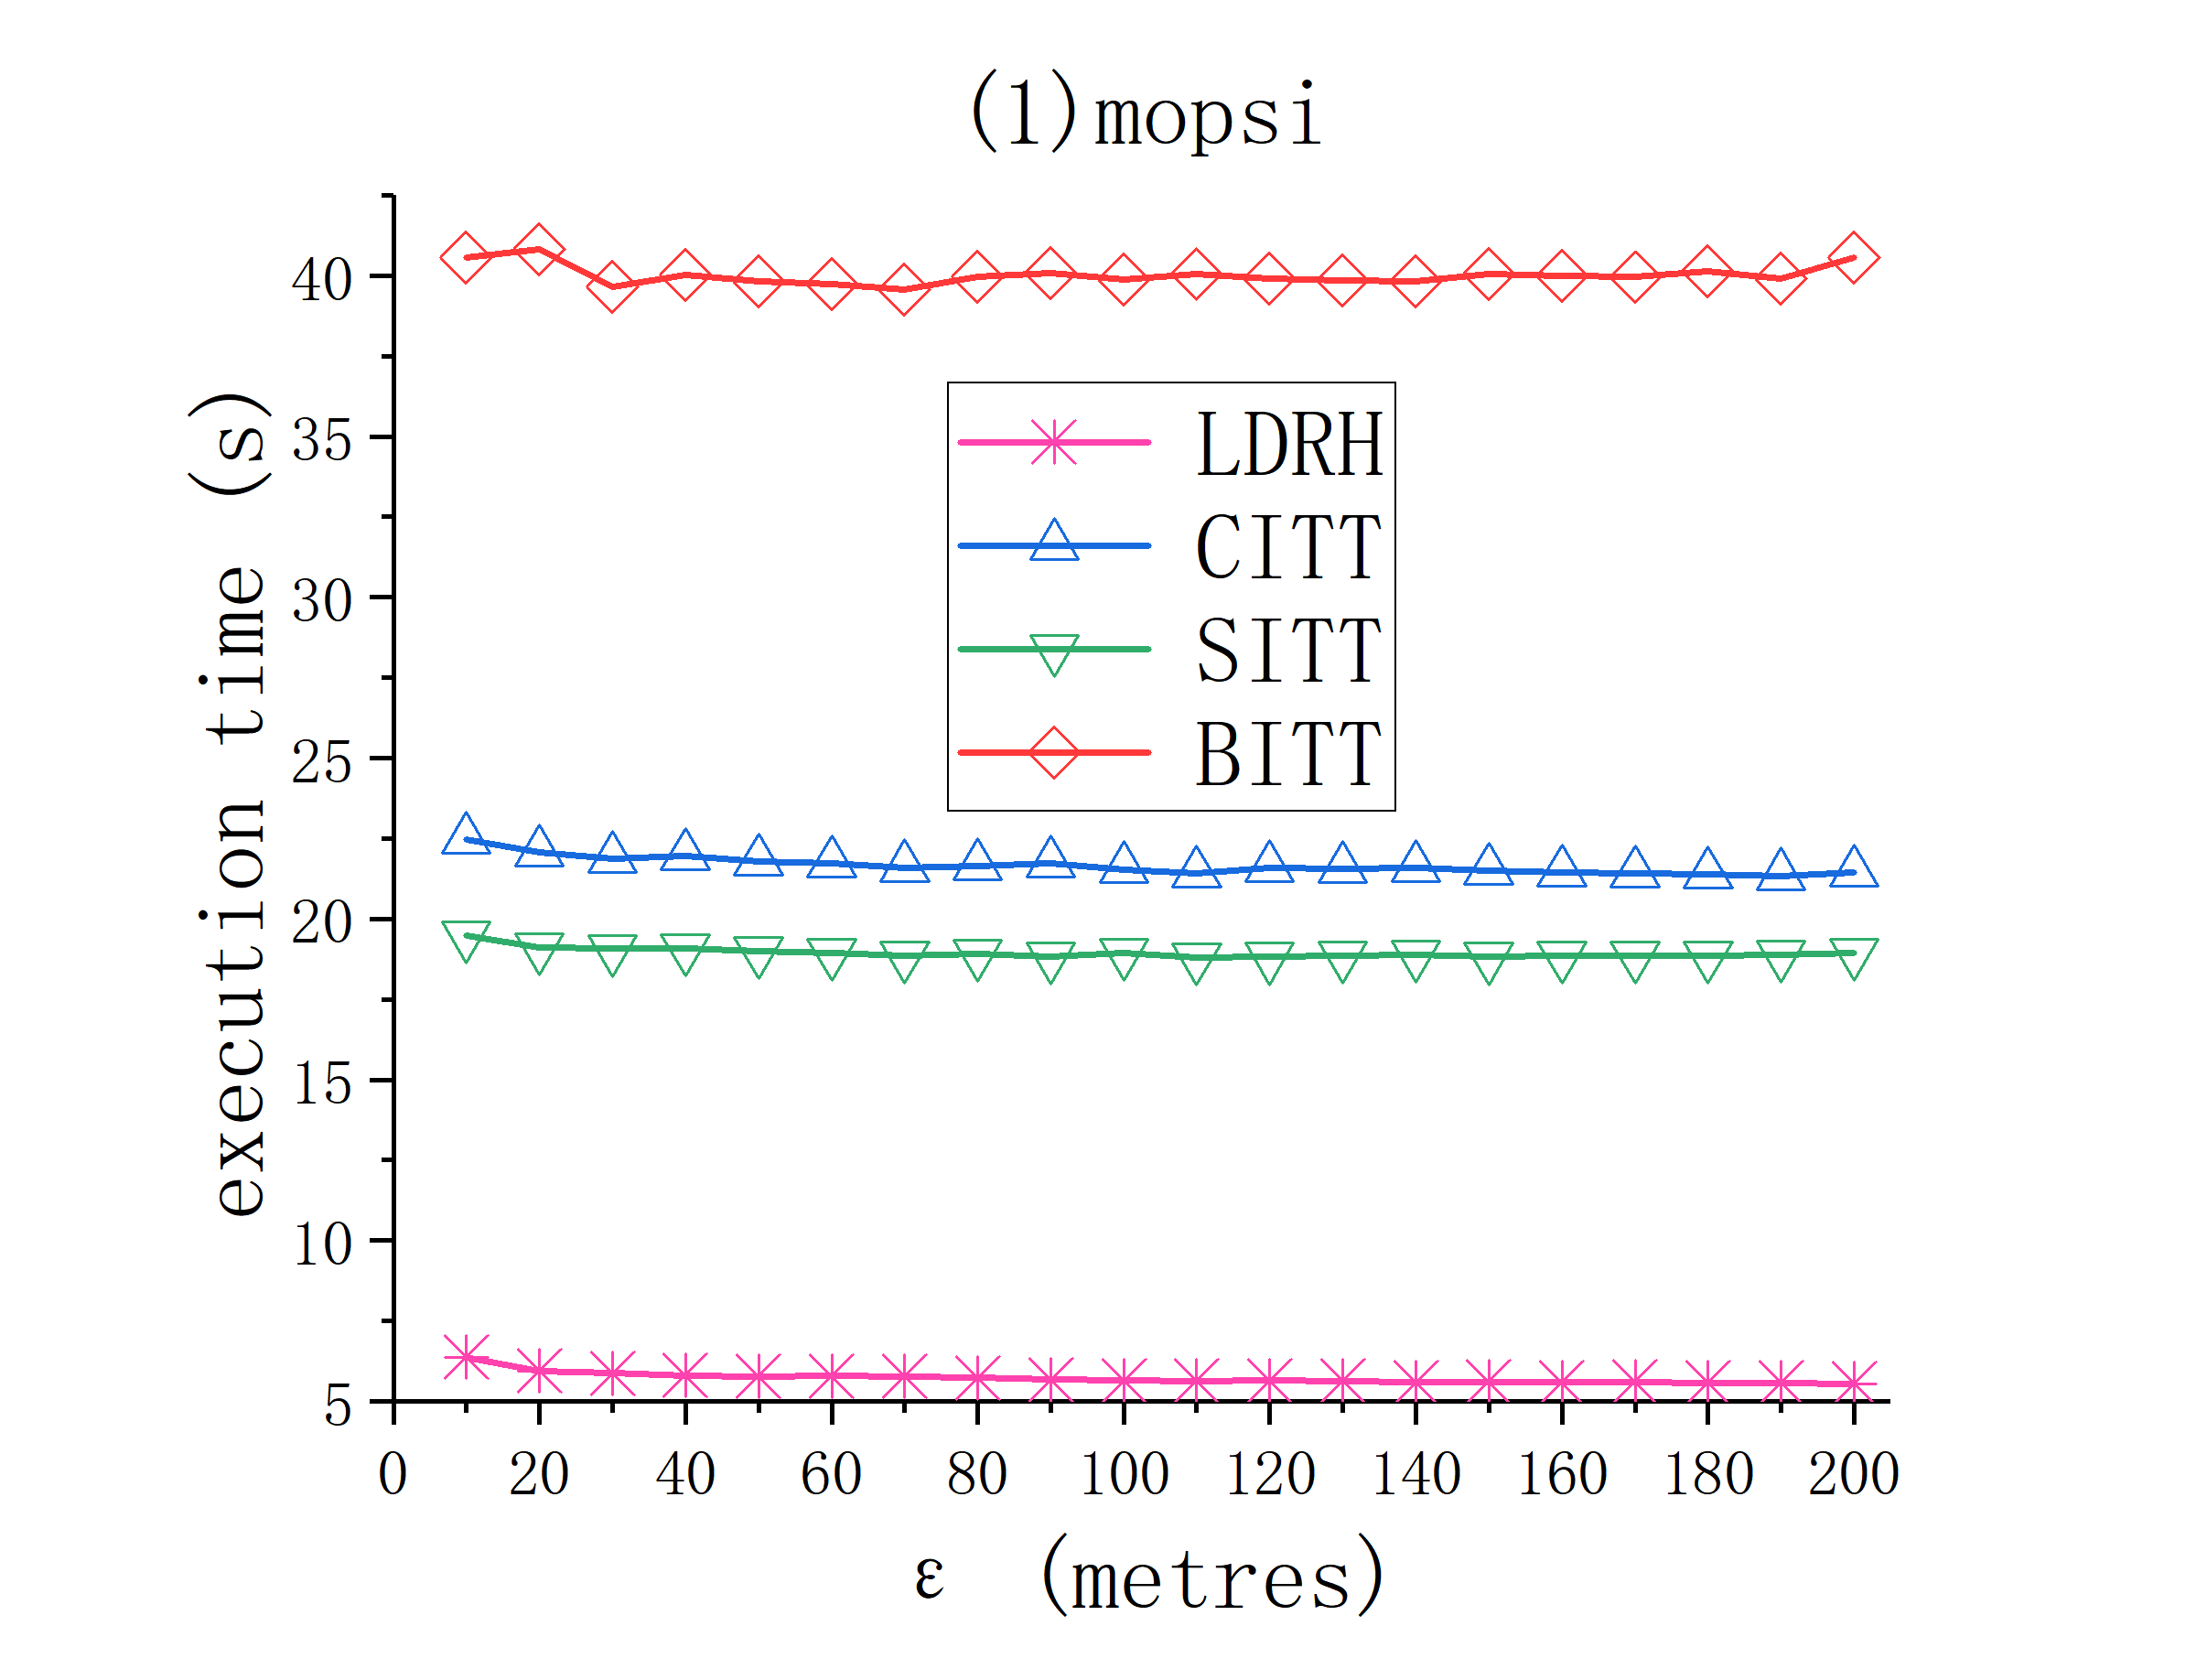 (1)mopsi
execution time (s)
40
35
30
25
20
15
10
5
LDRH
CITT
SITT
BITT
0 20 40 60 80 100 120 140 160 180 200
ε (metres)